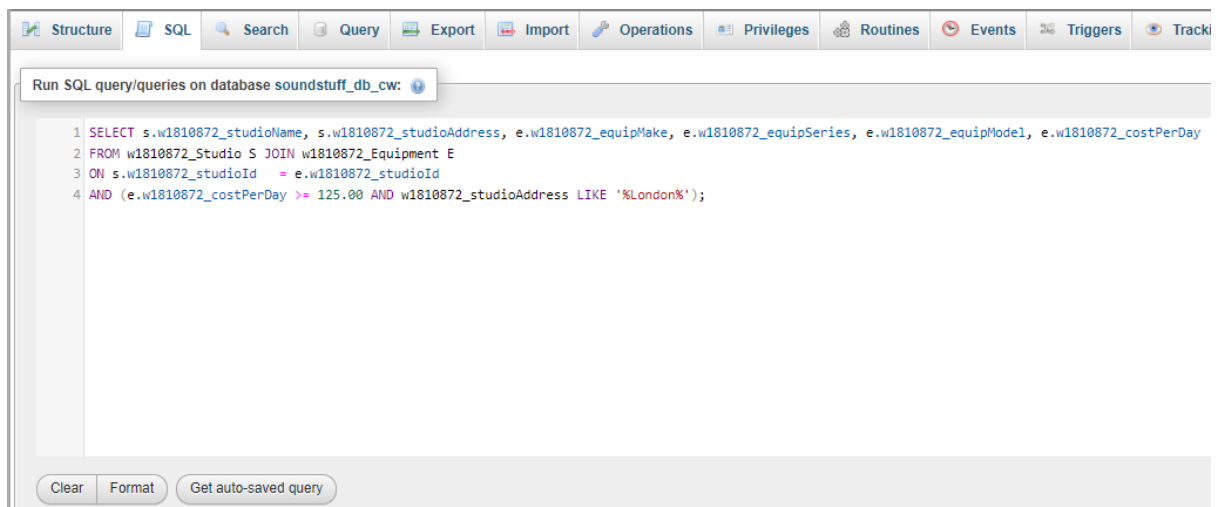 Structure SQL Search Query Export Import Operations Privileges Routines Events Triggers Tracki
Run SQL query/queries on database soundstuff_db_cw:
1 SELECT s.w1810872_studioName, s.w1810872_studioAddress, e.w1810872_equipMake, e.w1810872_equipSeries, e.w1810872_equipModel, e.w1810872_costPerDay
2 FROM w1810872_Studio S JOIN w1810872_Equipment E
3 ON s.w1810872_studioId   = e.w1810872_studioId
4 AND (e.w1810872_costPerDay >= 125.00 AND w1810872_studioAddress LIKE '%London%');
Clear Format Get auto-saved query